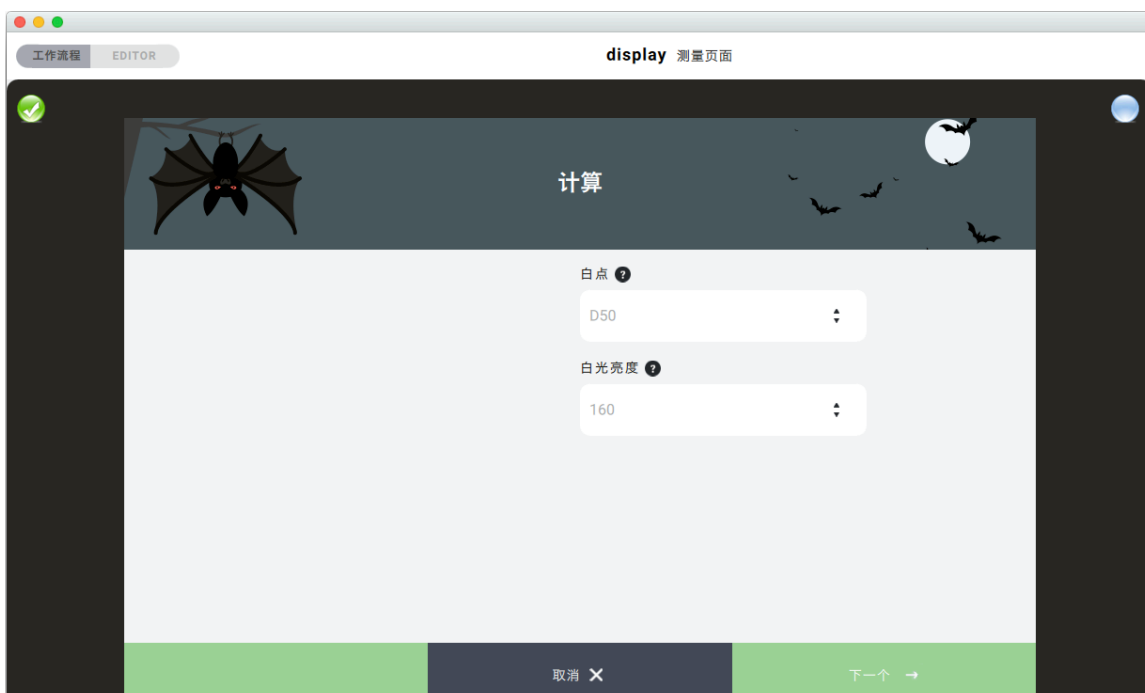 工作流程 EDITOR display 测量页面
计算
白点 ?
D50
白光亮度 ?
160
取消 下一个 →